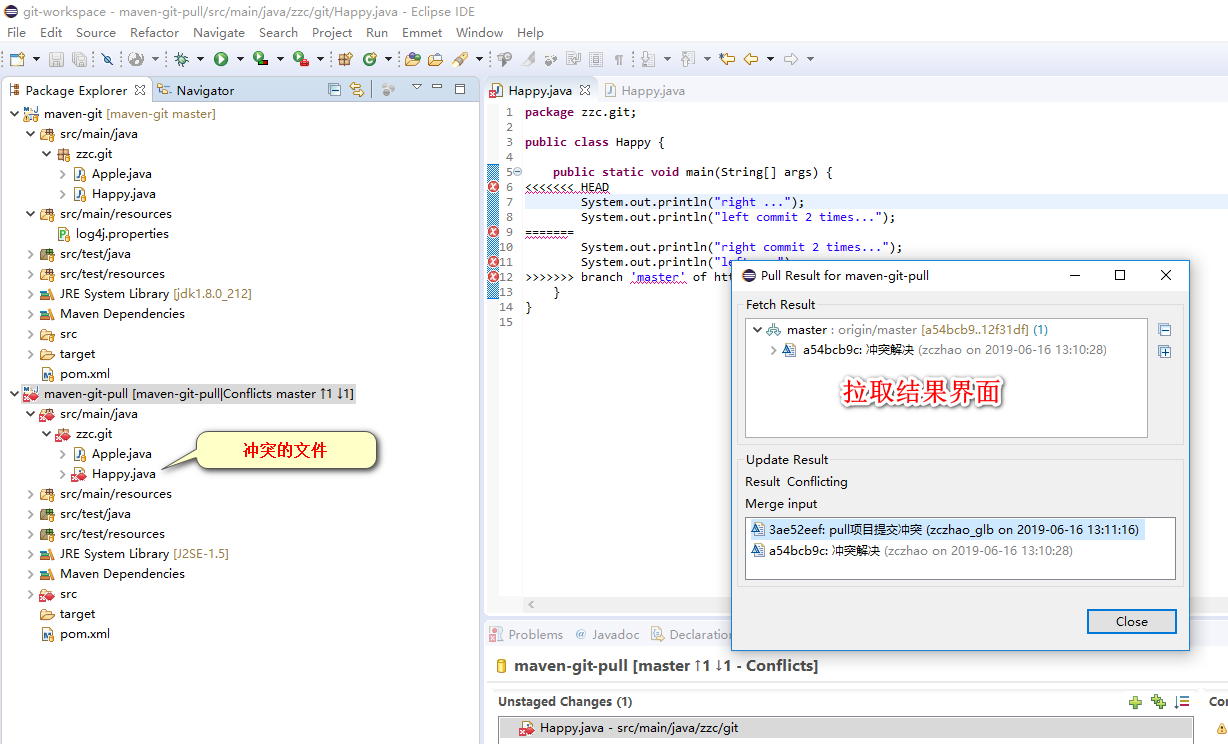 git-workspace - maven-git-pull/src/main/java/zzc/git/Happy.java - Eclipse IDE
File Edit Source Refactor Navigate Search Project Run Emmet Window Help
Package Explorer Navigator
maven-git [maven-git master]
src/main/java
zzc.git
Apple.java
Happy.java
src/main/resources
log4j.properties
src/test/java
src/test/resources
JRE System Library [jdk1.8.0_212]
Maven Dependencies
src
target
pom.xml
maven-git-pull [maven-git-pull|Conflicts master ↑1 ↓1]
src/main/java
zzc.git
Apple.java
Happy.java
冲突的文件
src/main/resources
src/test/java
src/test/resources
JRE System Library [J2SE-1.5]
Maven Dependencies
src
target
pom.xml
Happy.java Happy.java
1 package zzc.git;
2
3 public class Happy {
4
5 public static void main(String[] args) {
6 <<<<<<< HEAD
7 System.out.println("right ...");
8 System.out.println("left commit 2 times...");
9 =======
10 System.out.println("right commit 2 times...");
11 System.out.println("left
12 >>>>>>> branch 'master' of htt
13 }
14 }
15
Pull Result for maven-git-pull
Fetch Result
master : origin/master [a54bcb9..12f31df] (1)
a54bcb9c: 冲突解决 (zczhao on 2019-06-16 13:10:28)
拉取结果界面
Update Result
Result Conflicting
Merge input
3ae52eef: pull项目提交冲突 (zczhao_glb on 2019-06-16 13:11:16)
a54bcb9c: 冲突解决 (zczhao on 2019-06-16 13:10:28)
Close
Problems @ Javadoc Declaration
maven-git-pull [master ↑1 ↓1 - Conflicts]
Unstaged Changes (1) Co
Happy.java - src/main/java/zzc/git